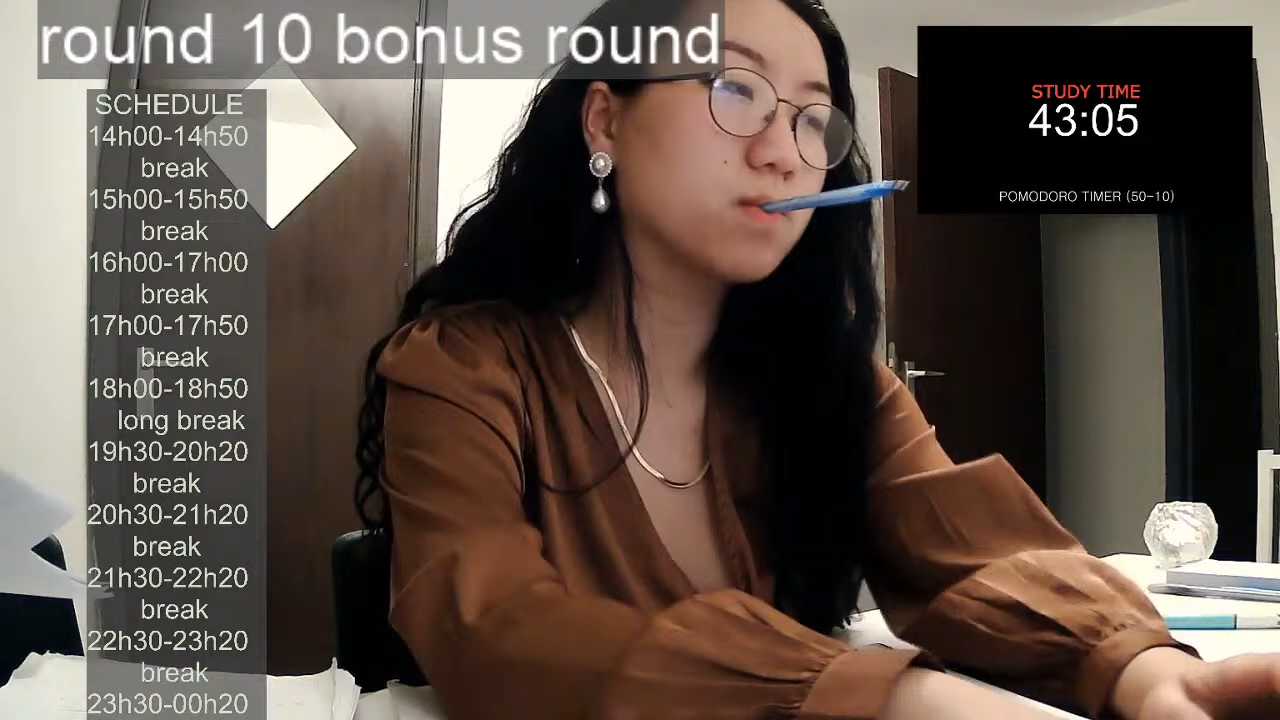 round 10 bonus round
SCHEDULE
14h00-14h50
break
15h00-15h50
break
16h00-17h00
break
17h00-17h50
break
18h00-18h50
long break
19h30-20h20
break
20h30-21h20
break
21h30-22h20
break
22h30-23h20
break
23h30-00h20
STUDY TIME
43:05
POMODORO TIMER (50-10)